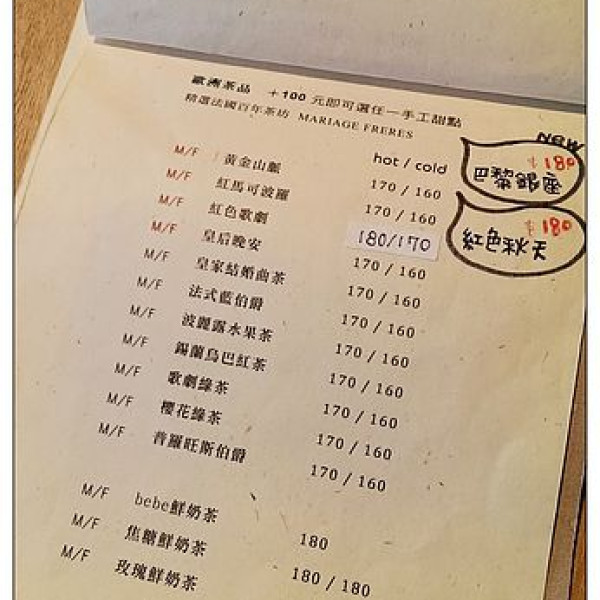 歐洲茶品 +100 元即可選任一手工甜點
精選法國百年茶坊 MARIAGE FRERES
hot / cold
M/F 黃金山脈 170 / 160
M/F 紅馬可波羅 170 / 160
M/F 紅色歌劇 180/170
M/F 皇后晚安 170 / 160
M/F 皇家結婚曲茶 170 / 160
M/F 法式藍伯爵 170 / 160
M/F 波麗露水果茶 170 / 160
M/F 錫蘭烏巴紅茶 170 / 160
M/F 歌劇綠茶 170 / 160
M/F 櫻花綠茶 170 / 160
M/F 普羅旺斯伯爵 170 / 160
M/F bebe鮮奶茶 180
M/F 焦糖鮮奶茶 180 / 180
M/F 玫瑰鮮奶茶
NEW
$180
巴黎銀座
$180
紅色秋天